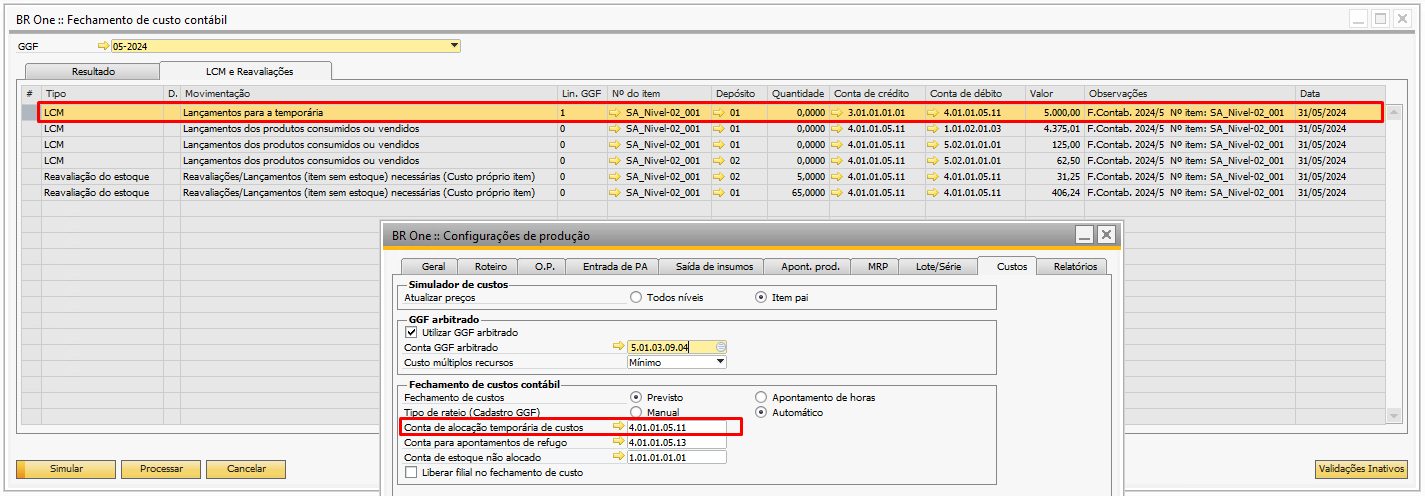 BR One :: Fechamento de custo contábil
GGF 05-2024
Resultado LCM e Reavaliações
# Tipo D. Movimentação Lin. GGF Nº do item Depósito Quantidade Conta de crédito Conta de débito Valor Observações Data
LCM Lançamentos para a temporária 1 SA_Nivel-02_001 01 0,0000 3.01.01.01.01 4.01.01.05.11 5.000,00 F.Contab. 2024/5 Nº item: SA_Nivel-02_001 31/05/2024
LCM Lançamentos dos produtos consumidos ou vendidos 0 SA_Nivel-02_001 01 0,0000 4.01.01.05.11 1.01.02.01.03 4.375,01 F.Contab. 2024/5 Nº item: SA_Nivel-02_001 31/05/2024
LCM Lançamentos dos produtos consumidos ou vendidos 0 SA_Nivel-02_001 01 0,0000 4.01.01.05.11 5.02.01.01.01 125,00 F.Contab. 2024/5 Nº item: SA_Nivel-02_001 31/05/2024
LCM Lançamentos dos produtos consumidos ou vendidos 0 SA_Nivel-02_001 02 0,0000 4.01.01.05.11 5.02.01.01.01 62,50 F.Contab. 2024/5 Nº item: SA_Nivel-02_001 31/05/2024
Reavaliação do estoque Reavaliações/Lançamentos (item sem estoque) necessárias (Custo próprio item) 0 SA_Nivel-02_001 02 5,0000 4.01.01.05.11 4.01.01.05.11 31,25 F.Contab. 2024/5 Nº item: SA_Nivel-02_001 31/05/2024
Reavaliação do estoque Reavaliações/Lançamentos (item sem estoque) necessárias (Custo próprio item) 0 SA_Nivel-02_001 01 65,0000 4.01.01.05.11 4.01.01.05.11 406,24 F.Contab. 2024/5 Nº item: SA_Nivel-02_001 31/05/2024
BR One :: Configurações de produção
Geral Roteiro O.P. Entrada de PA Saída de insumos Apont. prod. MRP Lote/Série Custos Relatórios
Simulador de custos
Atualizar preços Todos níveis Item pai
GGF arbitrado
Utilizar GGF arbitrado
Conta GGF arbitrado 5.01.03.09.04
Custo múltiplos recursos Mínimo
Fechamento de custos contábil
Fechamento de custos Previsto Apontamento de horas
Tipo de rateio (Cadastro GGF) Manual Automático
Conta de alocação temporária de custos 4.01.01.05.11
Conta para apontamentos de refugo 4.01.01.05.13
Conta de estoque não alocado 1.01.01.01.01
Liberar filial no fechamento de custo
Simular Processar Cancelar Validações Inativos